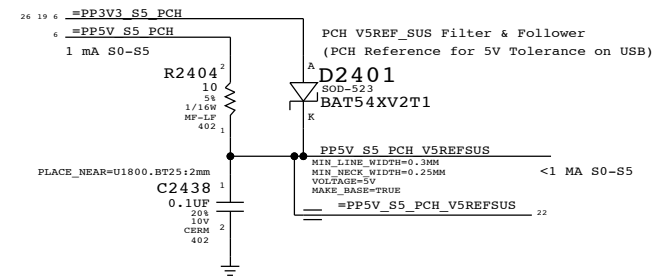 26 19 6 =PP3V3_S5_PCH
6 =PP5V_S5_PCH
1 mA S0-S5
PCH V5REF_SUS Filter & Follower
(PCH Reference for 5V Tolerance on USB)
R2404 2
10
5%
1/16W
MF-LF
402 1
A
D2401
SOD-523
BAT54XV2T1
K
PP5V_S5_PCH_V5REFSUS
MIN_LINE_WIDTH=0.3MM
MIN_NECK_WIDTH=0.25MM
VOLTAGE=5V
MAKE_BASE=TRUE
<1 MA S0-S5
PLACE_NEAR=U1800.BT25:2mm
C2438 1
0.1UF
20%
10V
CERM 2
402
=PP5V_S5_PCH_V5REFSUS 22